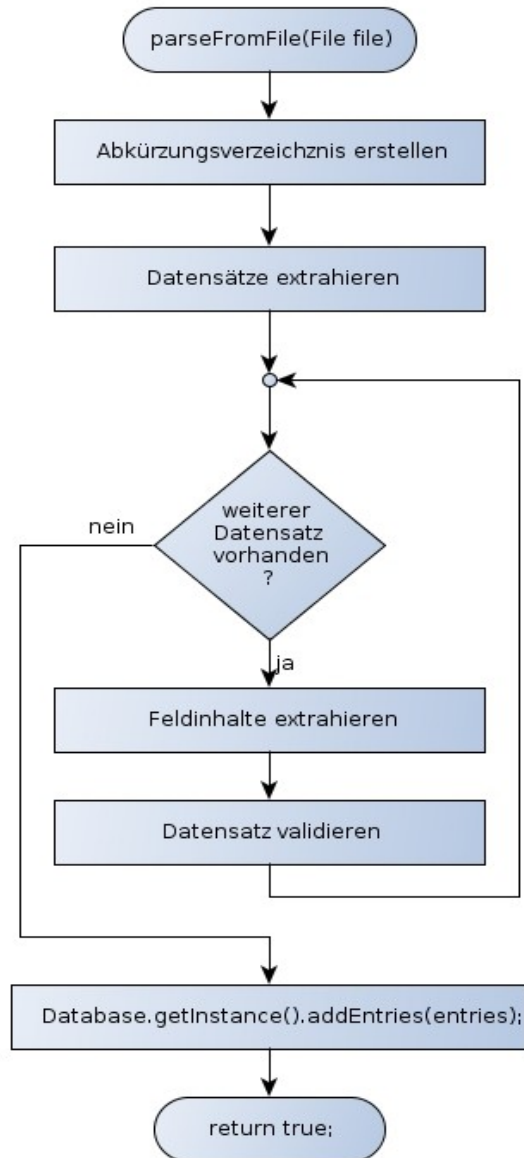 parseFromFile(File file)
Abkürzungsverzeichznis erstellen
Datensätze extrahieren
weiterer
Datensatz
vorhanden
?
nein
ja
Feldinhalte extrahieren
Datensatz validieren
Database.getInstance().addEntries(entries);
return true;